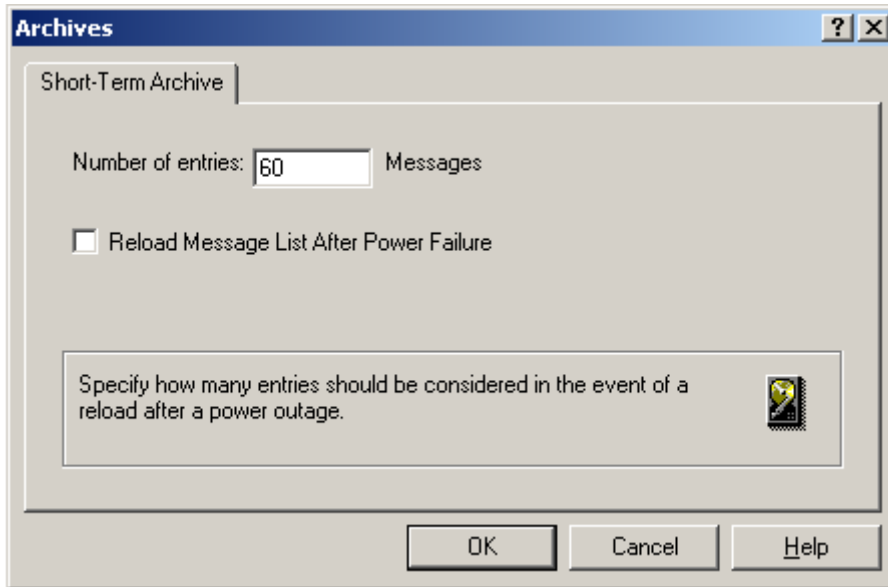 Archives
Short-Term Archive
Number of entries: 60 Messages
Reload Message List After Power Failure
Specify how many entries should be considered in the event of a
reload after a power outage.
OK Cancel Help